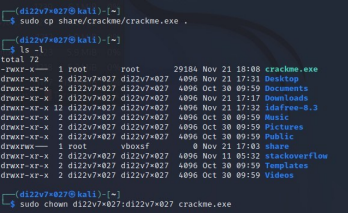 ┌──(di22v7*027㉿kali)-[~]
└─$ sudo cp share/crackme/crackme.exe .
┌──(di22v7*027㉿kali)-[~]
└─$ ls -l
total 72
-rwxr-x--- 1 root root 29184 Nov 21 18:08 crackme.exe
drwxr-xr-x 2 di22v7*027 di22v7*027 4096 Nov 21 17:31 Desktop
drwxr-xr-x 2 di22v7*027 di22v7*027 4096 Oct 30 09:59 Documents
drwxr-xr-x 2 di22v7*027 di22v7*027 4096 Nov 21 17:17 Downloads
drwxr-xr-x 12 di22v7*027 di22v7*027 4096 Nov 21 17:32 idafree-8.3
drwxr-xr-x 2 di22v7*027 di22v7*027 4096 Oct 30 09:59 Music
drwxr-xr-x 2 di22v7*027 di22v7*027 4096 Oct 30 09:59 Pictures
drwxr-xr-x 2 di22v7*027 di22v7*027 4096 Oct 30 09:59 Public
drwxrwx--- 1 root vboxsf 0 Nov 21 17:03 share
drwxr-xr-x 2 di22v7*027 di22v7*027 4096 Nov 11 05:32 stackoverflow
drwxr-xr-x 2 di22v7*027 di22v7*027 4096 Oct 30 09:59 Templates
drwxr-xr-x 2 di22v7*027 di22v7*027 4096 Oct 30 09:59 Videos
┌──(di22v7*027㉿kali)-[~]
└─$ sudo chown di22v7*027:di22v7*027 crackme.exe